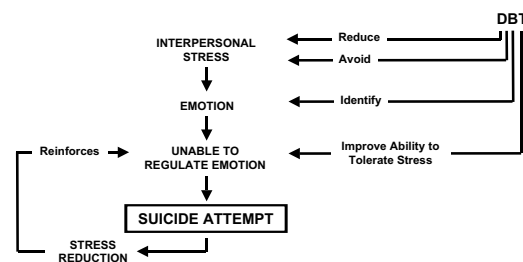 DBT
Reduce
INTERPERSONAL
STRESS
Avoid
EMOTION
Identify
Reinforces
UNABLE TO
REGULATE EMOTION
Improve Ability to
Tolerate Stress
SUICIDE ATTEMPT
STRESS
REDUCTION